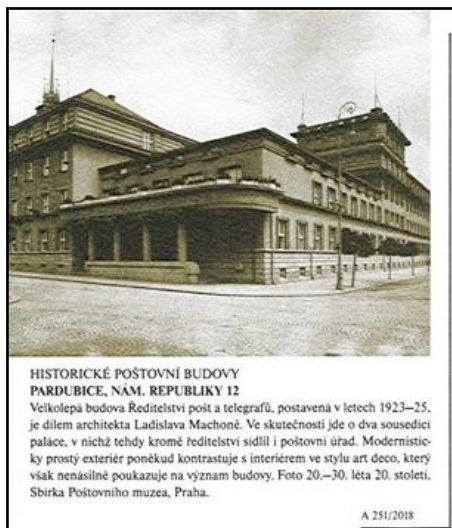 HISTORICKÉ POŠTOVNÍ BUDOVY
PARDUBICE, NÁM. REPUBLIKY 12
Velkolepá budova Ředitelství pošt a telegrafů, postavená v letech 1923–25,
je dílem architekta Ladislava Machoně. Ve skutečnosti jde o dva sousedící
paláce, v nichž tehdy kromě ředitelství sídlil i poštovní úřad. Modernistic-
ky prostý exteriér poněkud kontrastuje s interiérem ve stylu art deco, který
však nenásilně poukazuje na význam budovy. Foto 20.–30. léta 20. století,
Sbírka Poštovního muzea, Praha.
A 251/2018